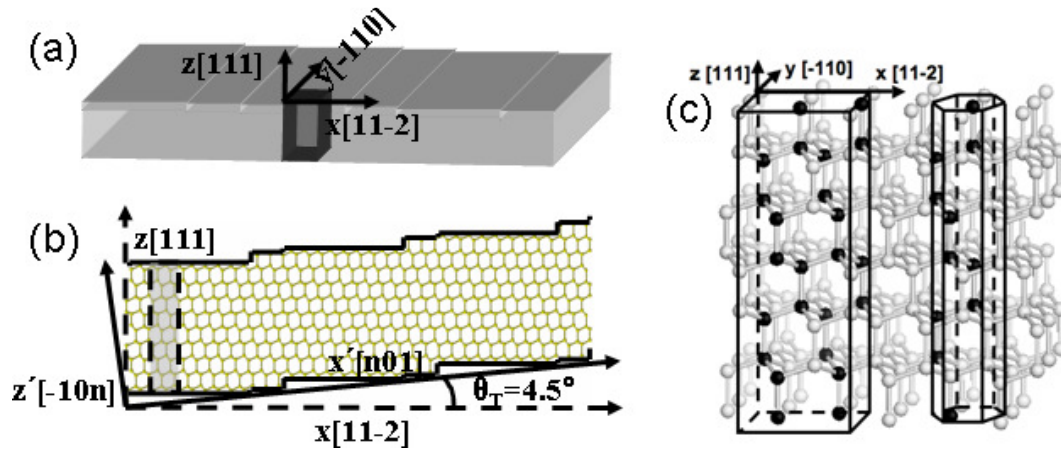 (a)
z[111]
y[-110]
x[11-2]
(b)
z[111]
x´[n01]
z´[-10n]
θT=4.5°
x[11-2]
(c)
z [111]
y [-110]
x [11-2]